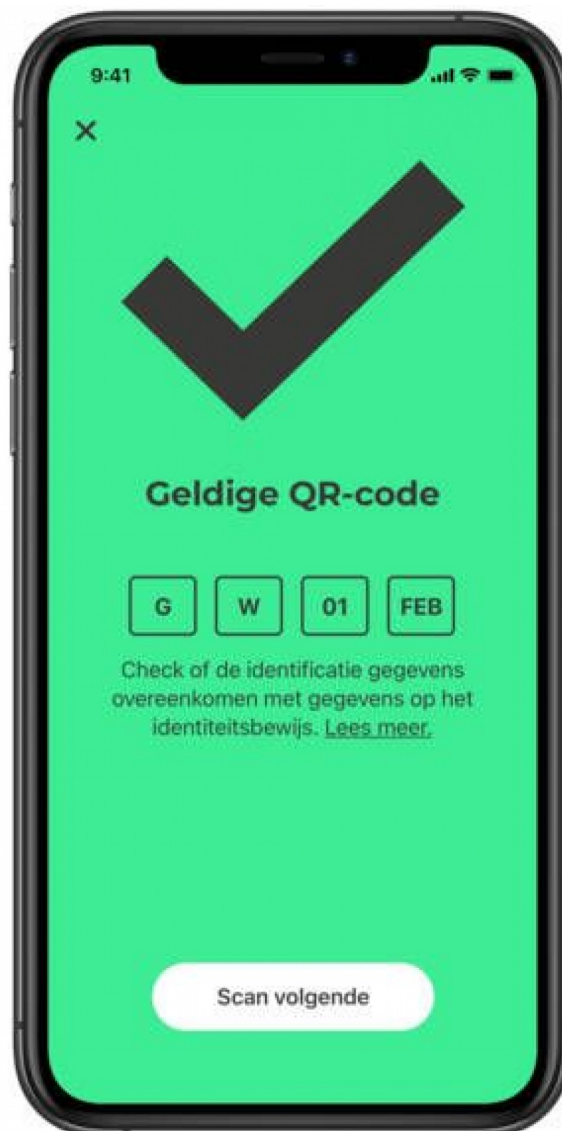 9:41
Geldige QR-code
G W 01 FEB
Check of de identificatie gegevens
overeenkomen met gegevens op het
identiteitsbewijs. Lees meer.
Scan volgende